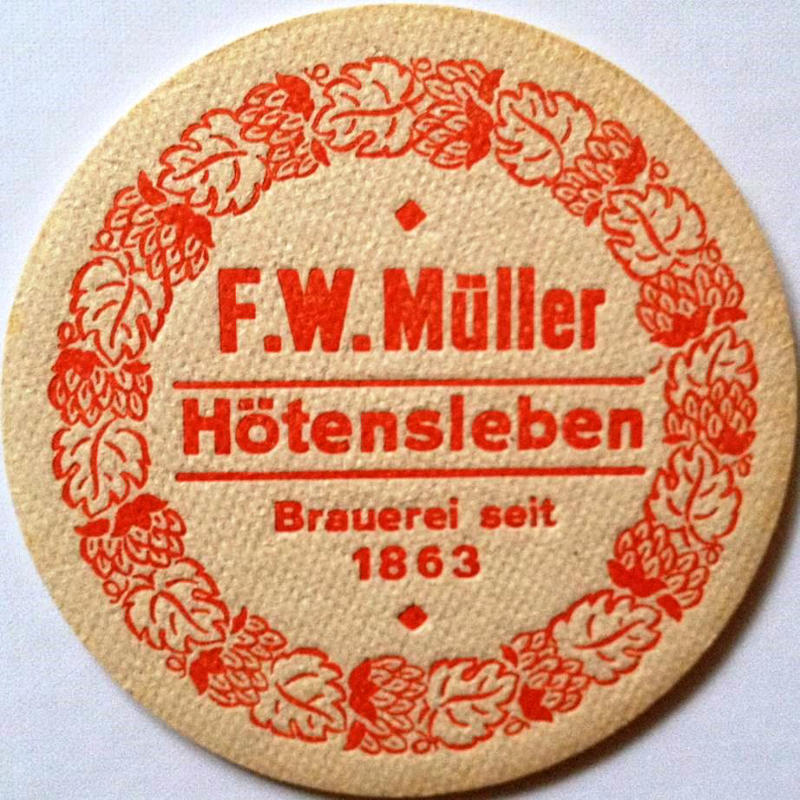 F.W. Müller
Hötensleben
Brauerei seit
1863